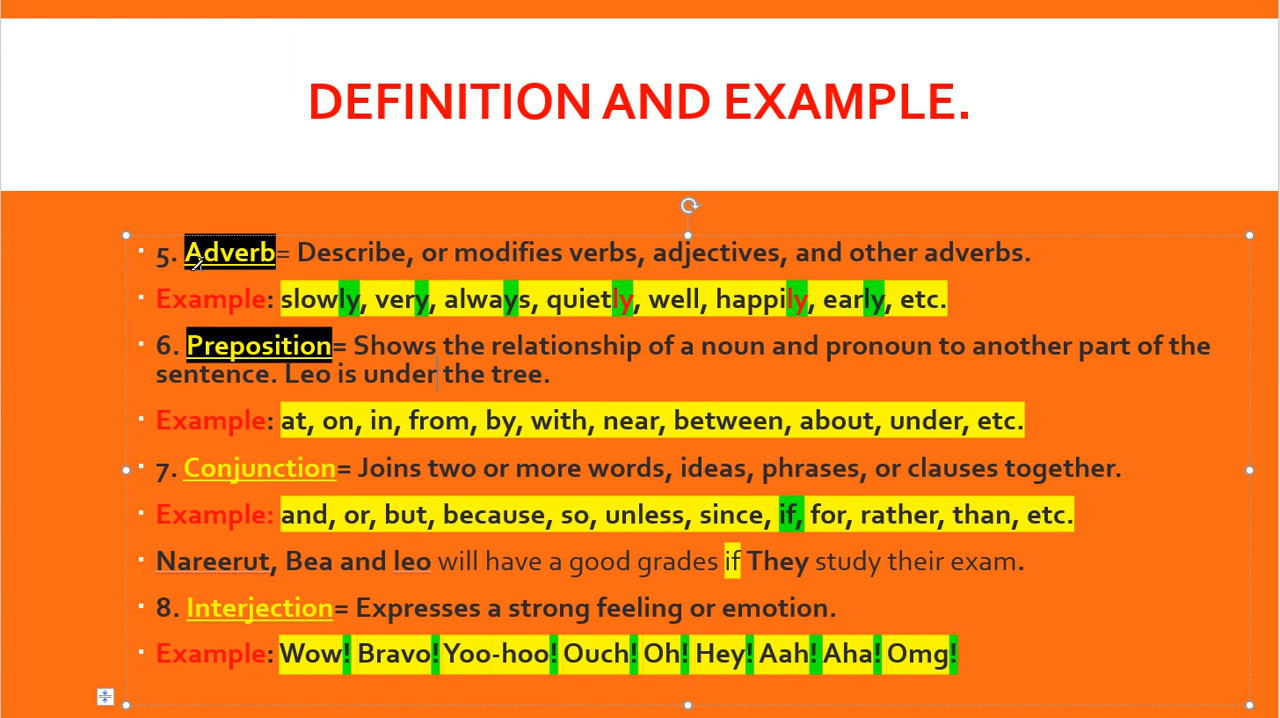 DEFINITION AND EXAMPLE.
5. Adverb= Describe, or modifies verbs, adjectives, and other adverbs.
Example: slowly, very, always, quietly, well, happily, early, etc.
6. Preposition= Shows the relationship of a noun and pronoun to another part of the
sentence. Leo is under the tree.
Example: at, on, in, from, by, with, near, between, about, under, etc.
7. Conjunction= Joins two or more words, ideas, phrases, or clauses together.
Example: and, or, but, because, so, unless, since, if, for, rather, than, etc.
Nareerut, Bea and leo will have a good grades if They study their exam.
8. Interjection= Expresses a strong feeling or emotion.
Example: Wow! Bravo! Yoo-hoo! Ouch! Oh! Hey! Aah! Aha! Omg!